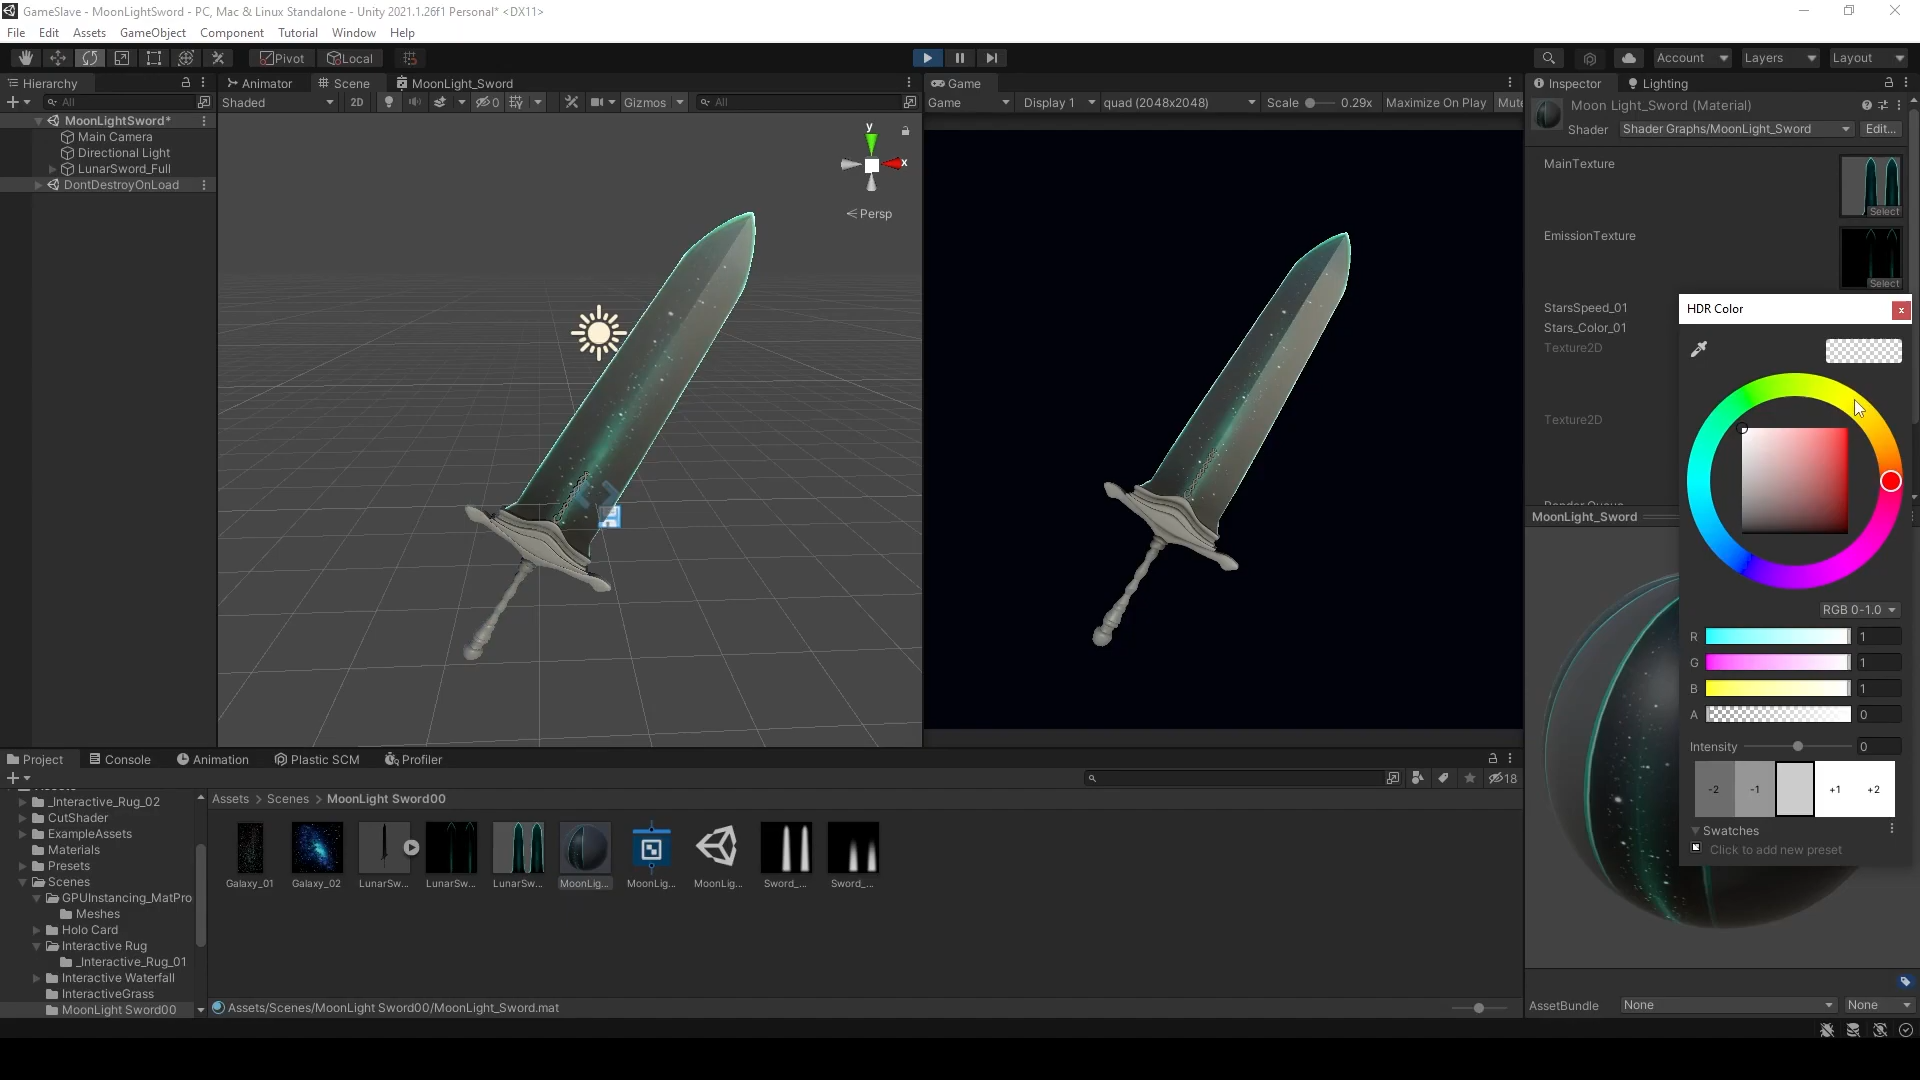 GameSlave - MoonLightSword - PC, Mac & Linux Standalone - Unity 2021.1.26f1 Personal* <DX11>
File Edit Assets GameObject Component Tutorial Window Help
Pivot Local Account Layers Layout
Hierarchy
All
MoonLightSword*
Main Camera
Directional Light
LunarSword_Full
DontDestroyOnLoad
Animator Scene MoonLight_Sword
Shaded 2D 0 Gizmos All
y
x
Persp
Game
Game Display 1 quad (2048x2048) Scale 0.29x Maximize On Play Mute
Inspector Lighting
Moon Light_Sword (Material)
Shader Shader Graphs/MoonLight_Sword Edit...
MainTexture
Select
EmissionTexture
Select
StarsSpeed_01
Stars_Color_01
Texture2D
Texture2D
MoonLight_Sword
HDR Color
x
RGB 0-1.0
R 1
G 1
B 1
A 0
Intensity 0
-2 -1 +1 +2
Swatches
Click to add new preset
AssetBundle None None
Project Console Animation Plastic SCM Profiler
18
_Interactive_Rug_02
CutShader
ExampleAssets
Materials
Presets
Scenes
GPUInstancing_MatPro
Meshes
Holo Card
Interactive Rug
_Interactive_Rug_01
Interactive Waterfall
InteractiveGrass
MoonLight Sword00
Assets > Scenes > MoonLight Sword00
Galaxy_01 Galaxy_02 LunarSw... LunarSw... LunarSw... MoonLig... MoonLig... MoonLig... Sword_... Sword_...
Assets/Scenes/MoonLight Sword00/MoonLight_Sword.mat